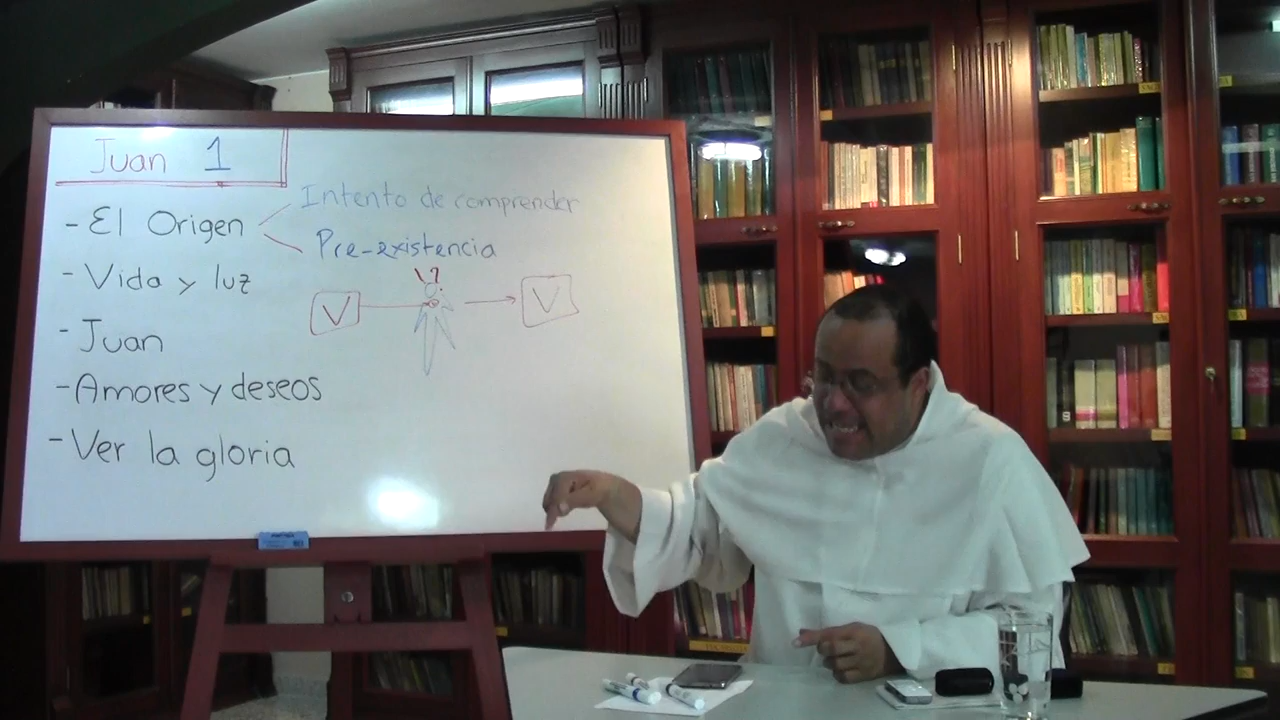 Juan 1
- El Origen
Intento de comprender
Pre-existencia
- Vida y luz
V?
V
V
- Juan
- Amores y deseos
- Ver la gloria